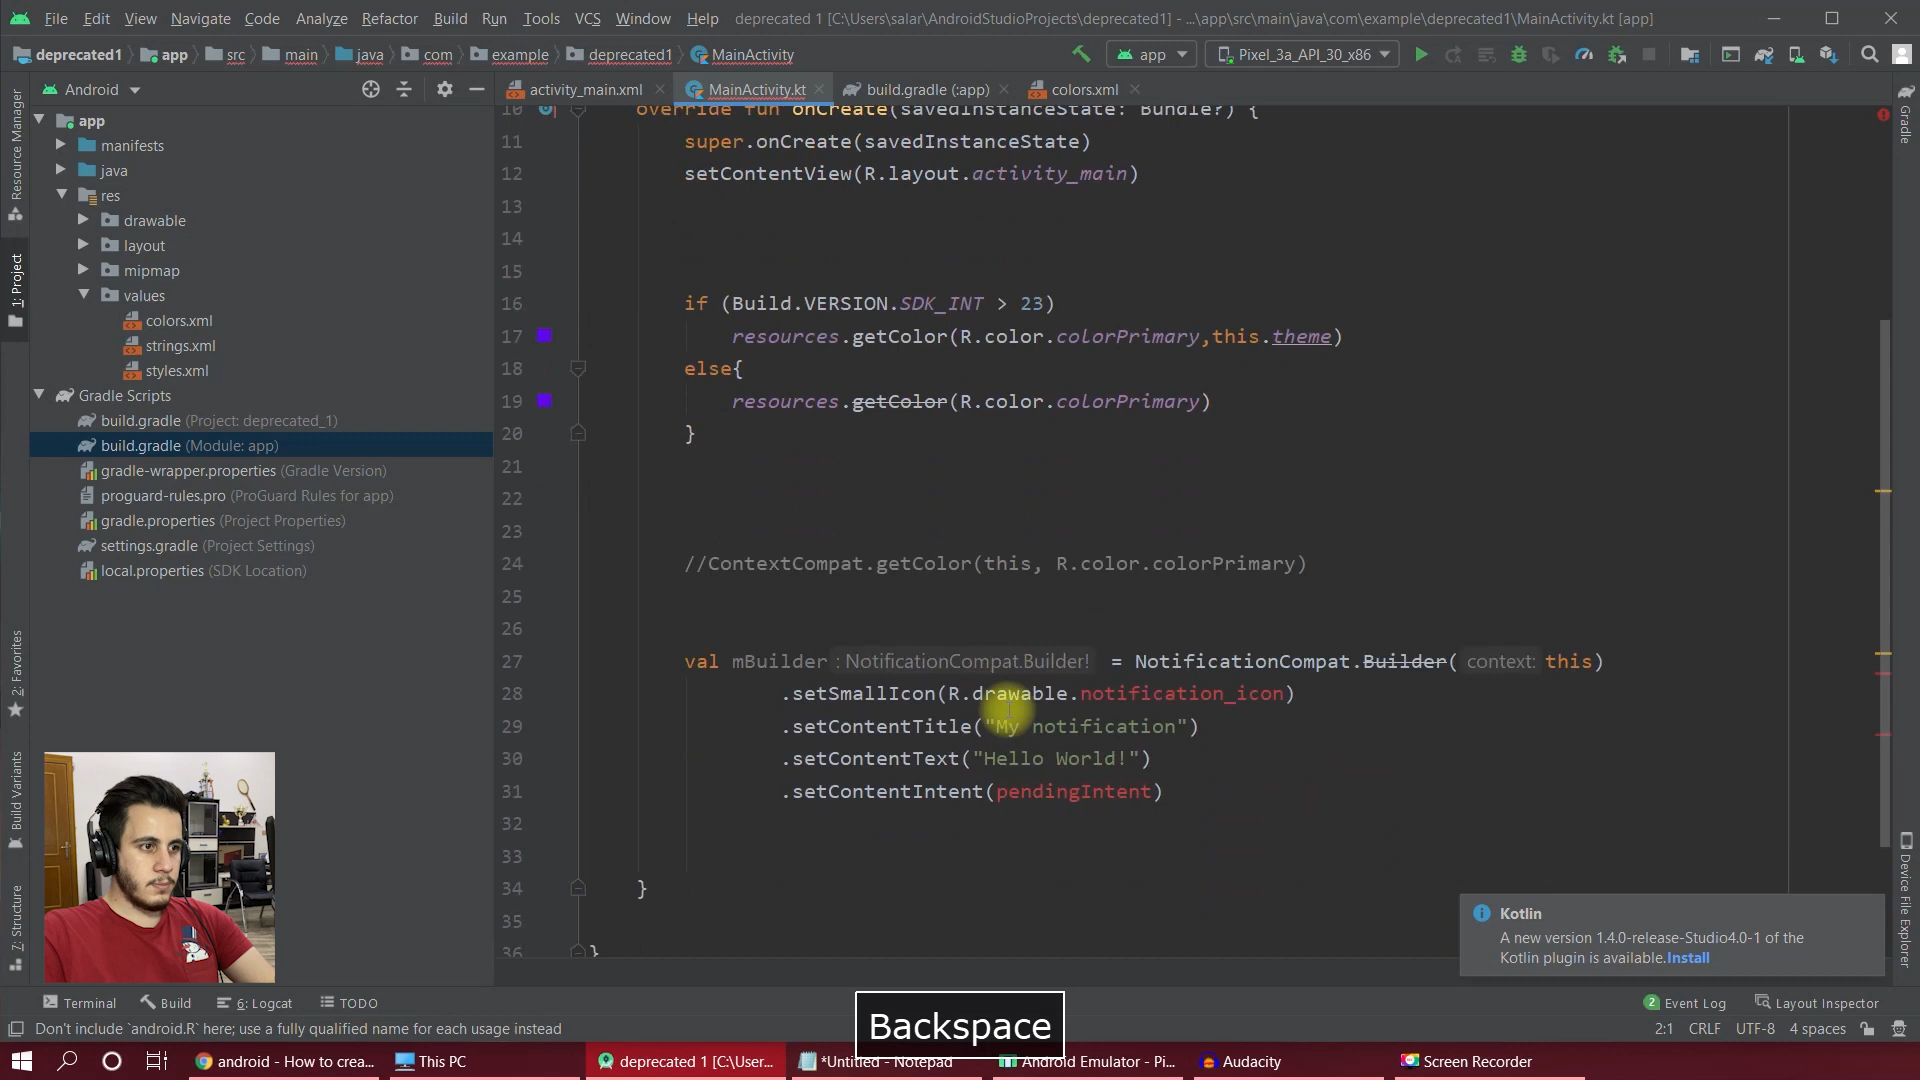 File Edit View Navigate Code Analyze Refactor Build Run Tools VCS Window Help deprecated 1 [C:\Users\salar\AndroidStudioProjects\deprecated1] - ...\app\src\main\java\com\example\deprecated1\MainActivity.kt [app]
deprecated1 app src main java com example deprecated1 MainActivity app Pixel_3a_API_30_x86
Android activity_main.xml MainActivity.kt build.gradle (:app) colors.xml
app
manifests
java
res
drawable
layout
mipmap
values
colors.xml
strings.xml
styles.xml
Gradle Scripts
build.gradle (Project: deprecated_1)
build.gradle (Module: app)
gradle-wrapper.properties (Gradle Version)
proguard-rules.pro (ProGuard Rules for app)
gradle.properties (Project Properties)
settings.gradle (Project Settings)
local.properties (SDK Location)
Resource Manager
1: Project
2: Favorites
Build Variants
7: Structure
10 override fun onCreate(savedInstanceState: Bundle?) {
11 super.onCreate(savedInstanceState)
12 setContentView(R.layout.activity_main)
13
14
15
16 if (Build.VERSION.SDK_INT > 23)
17 resources.getColor(R.color.colorPrimary,this.theme)
18 else{
19 resources.getColor(R.color.colorPrimary)
20 }
21
22
23
24 //ContextCompat.getColor(this, R.color.colorPrimary)
25
26
27 val mBuilder : NotificationCompat.Builder! = NotificationCompat.Builder( context: this)
28 .setSmallIcon(R.drawable.notification_icon)
29 .setContentTitle("My notification")
30 .setContentText("Hello World!")
31 .setContentIntent(pendingIntent)
32
33
34 }
35
36 }
Gradle
Device File Explorer
Kotlin
A new version 1.4.0-release-Studio4.0-1 of the
Kotlin plugin is available.Install
Terminal Build 6: Logcat TODO 2 Event Log Layout Inspector
Don't include `android.R` here; use a fully qualified name for each usage instead 2:1 CRLF UTF-8 4 spaces
Backspace
android - How to crea... This PC deprecated 1 [C:\User... *Untitled - Notepad Android Emulator - Pi... Audacity Screen Recorder